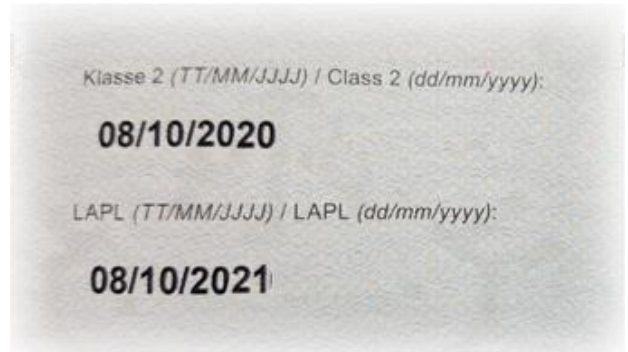 Klasse 2 (TT/MM/JJJJ) / Class 2 (dd/mm/yyyy):
08/10/2020
LAPL (TT/MM/JJJJ) / LAPL (dd/mm/yyyy):
08/10/2021